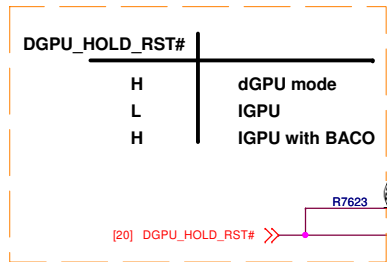 DGPU_HOLD_RST#
H dGPU mode
L IGPU
H IGPU with BACO
R7623
[20] DGPU_HOLD_RST#